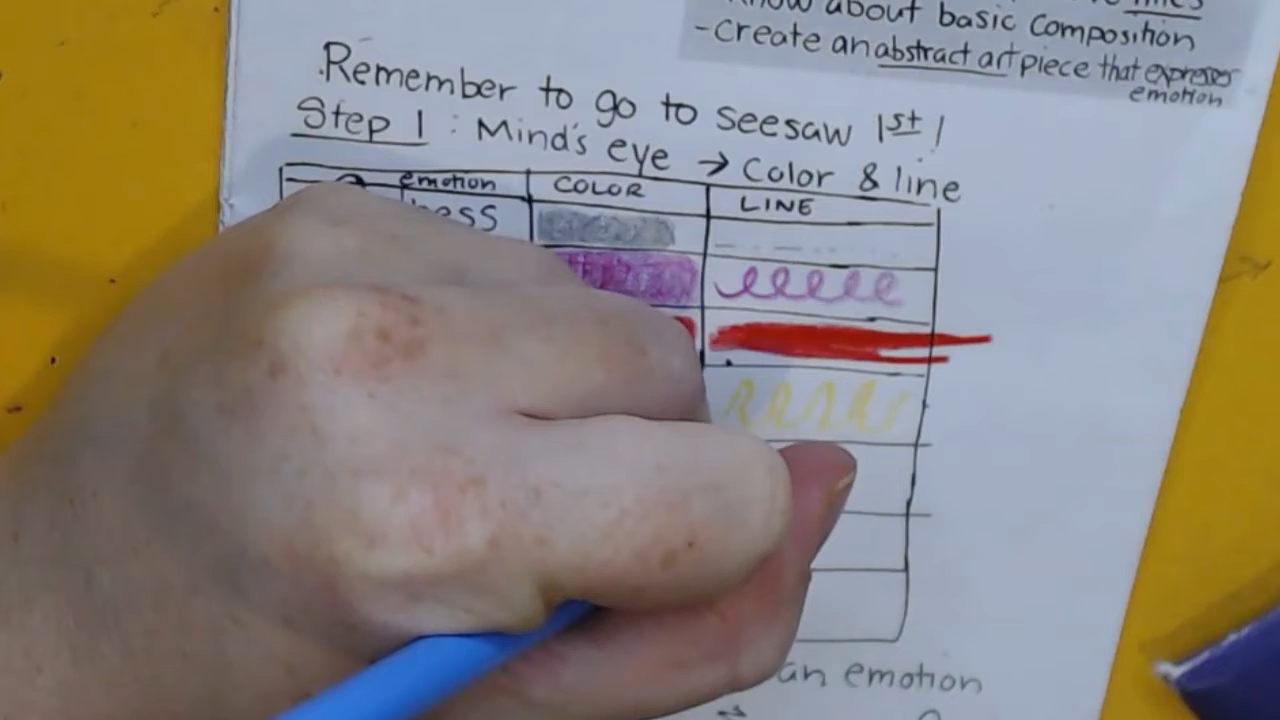 about basic Composition
- Create an abstract art piece that expresses
emotion
Remember to go to seesaw 1st!
Step 1 : Mind's eye → Color & line
emotion COLOR LINE
an emotion